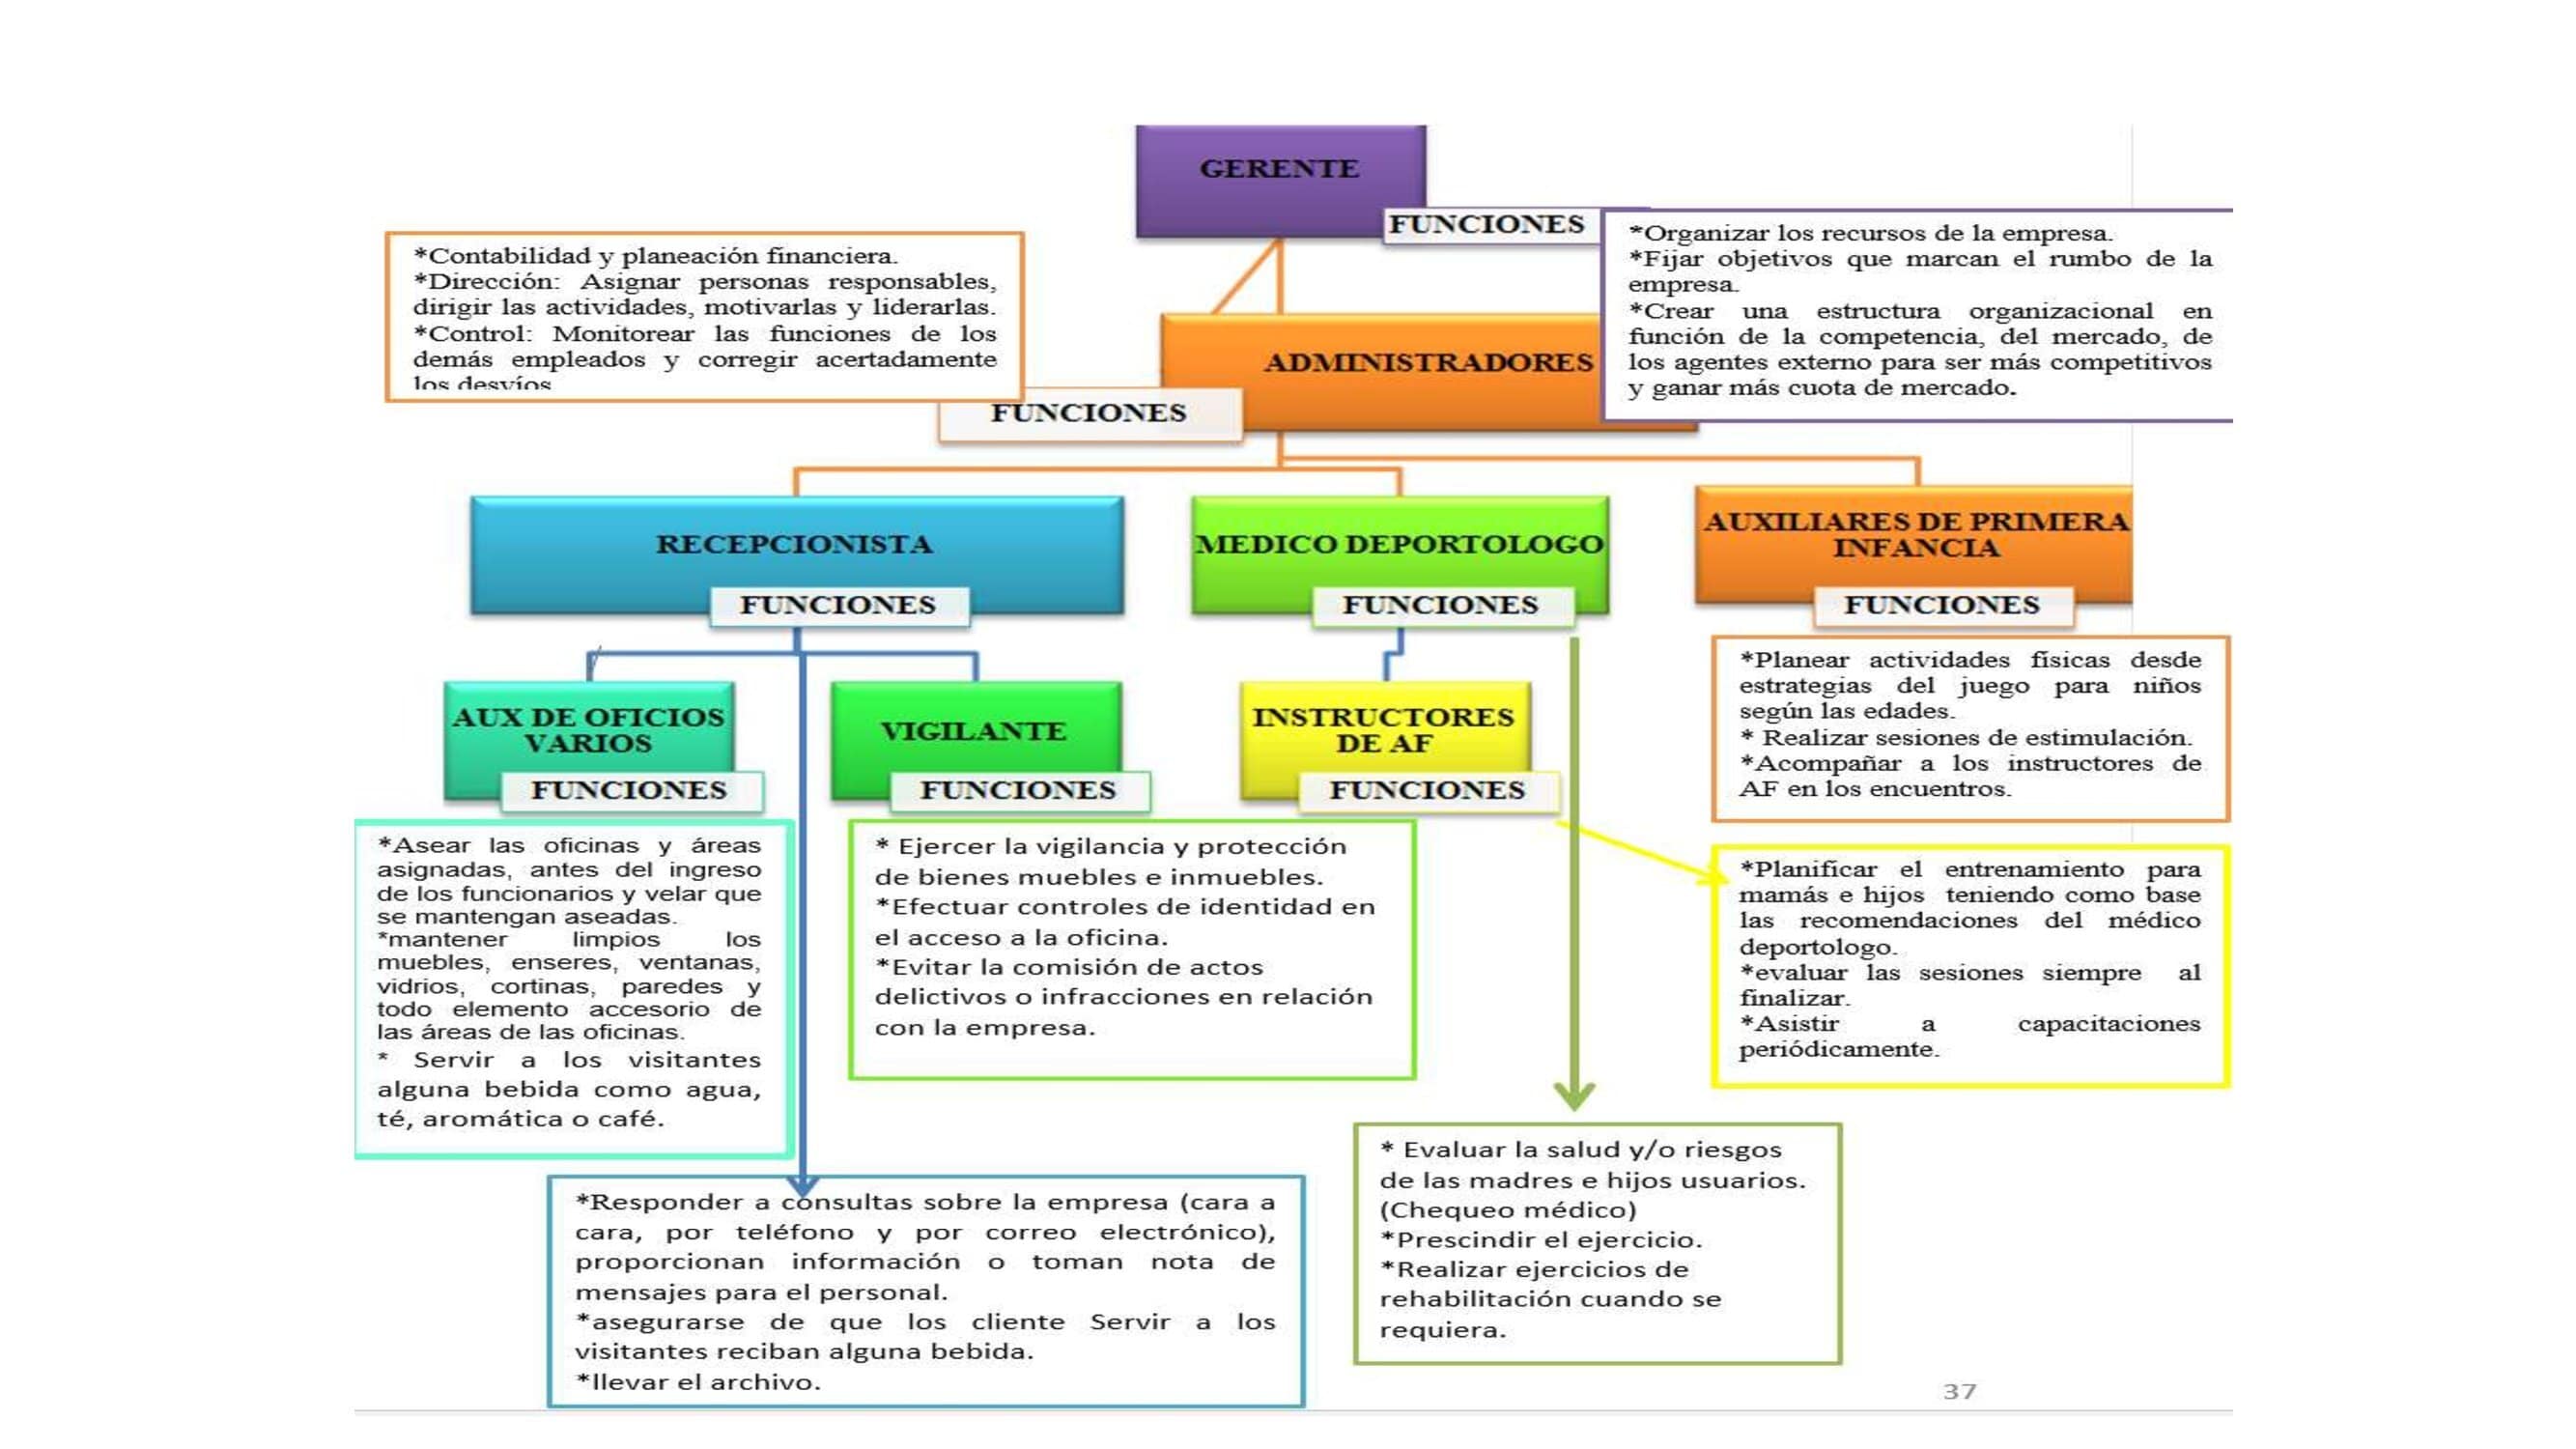 GERENTE
FUNCIONES
*Organizar los recursos de la empresa.
*Fijar objetivos que marcan el rumbo de la
empresa.
*Crear una estructura organizacional en
función de la competencia, del mercado, de
los agentes externo para ser más competitivos
y ganar más cuota de mercado.
*Contabilidad y planeación financiera.
*Dirección: Asignar personas responsables,
dirigir las actividades, motivarlas y liderarlas.
*Control: Monitorear las funciones de los
demás empleados y corregir acertadamente
los desvíos
ADMINISTRADORES
FUNCIONES
RECEPCIONISTA
FUNCIONES
MEDICO DEPORTOLOGO
FUNCIONES
AUXILIARES DE PRIMERA
INFANCIA
FUNCIONES
*Planear actividades físicas desde
estrategias del juego para niños
según las edades.
* Realizar sesiones de estimulación.
*Acompañar a los instructores de
AF en los encuentros.
AUX DE OFICIOS
VARIOS
FUNCIONES
VIGILANTE
FUNCIONES
INSTRUCTORES
DE AF
FUNCIONES
*Asear las oficinas y áreas
asignadas, antes del ingreso
de los funcionarios y velar que
se mantengan aseadas.
*mantener limpios los
muebles, enseres, ventanas,
vidrios, cortinas, paredes y
todo elemento accesorio de
las áreas de las oficinas.
* Servir a los visitantes
alguna bebida como agua,
té, aromática o café.
* Ejercer la vigilancia y protección
de bienes muebles e inmuebles.
*Efectuar controles de identidad en
el acceso a la oficina.
*Evitar la comisión de actos
delictivos o infracciones en relación
con la empresa.
*Planificar el entrenamiento para
mamás e hijos teniendo como base
las recomendaciones del médico
deportologo.
*evaluar las sesiones siempre al
finalizar.
*Asistir a capacitaciones
periódicamente.
*Responder a consultas sobre la empresa (cara a
cara, por teléfono y por correo electrónico),
proporcionan información o toman nota de
mensajes para el personal.
*asegurarse de que los cliente Servir a los
visitantes reciban alguna bebida.
*llevar el archivo.
* Evaluar la salud y/o riesgos
de las madres e hijos usuarios.
(Chequeo médico)
*Prescindir el ejercicio.
*Realizar ejercicios de
rehabilitación cuando se
requiera.
37